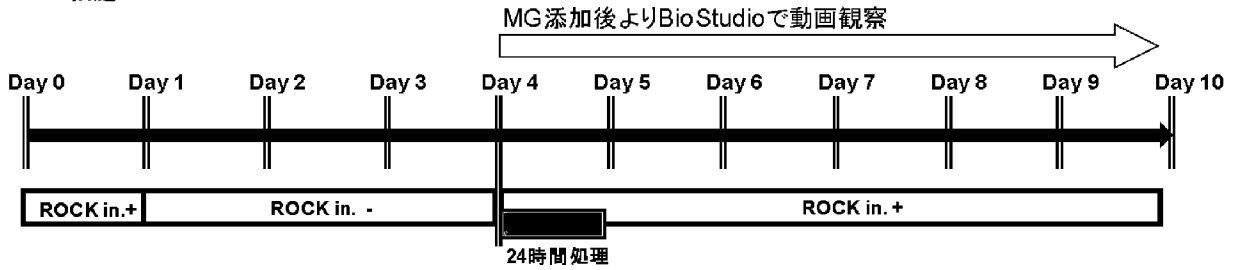 MG添加後よりBioStudioで動画観察
Day 0 Day 1 Day 2 Day 3 Day 4 Day 5 Day 6 Day 7 Day 8 Day 9 Day 10
ROCK in.+ ROCK in. - ROCK in. +
24時間処理